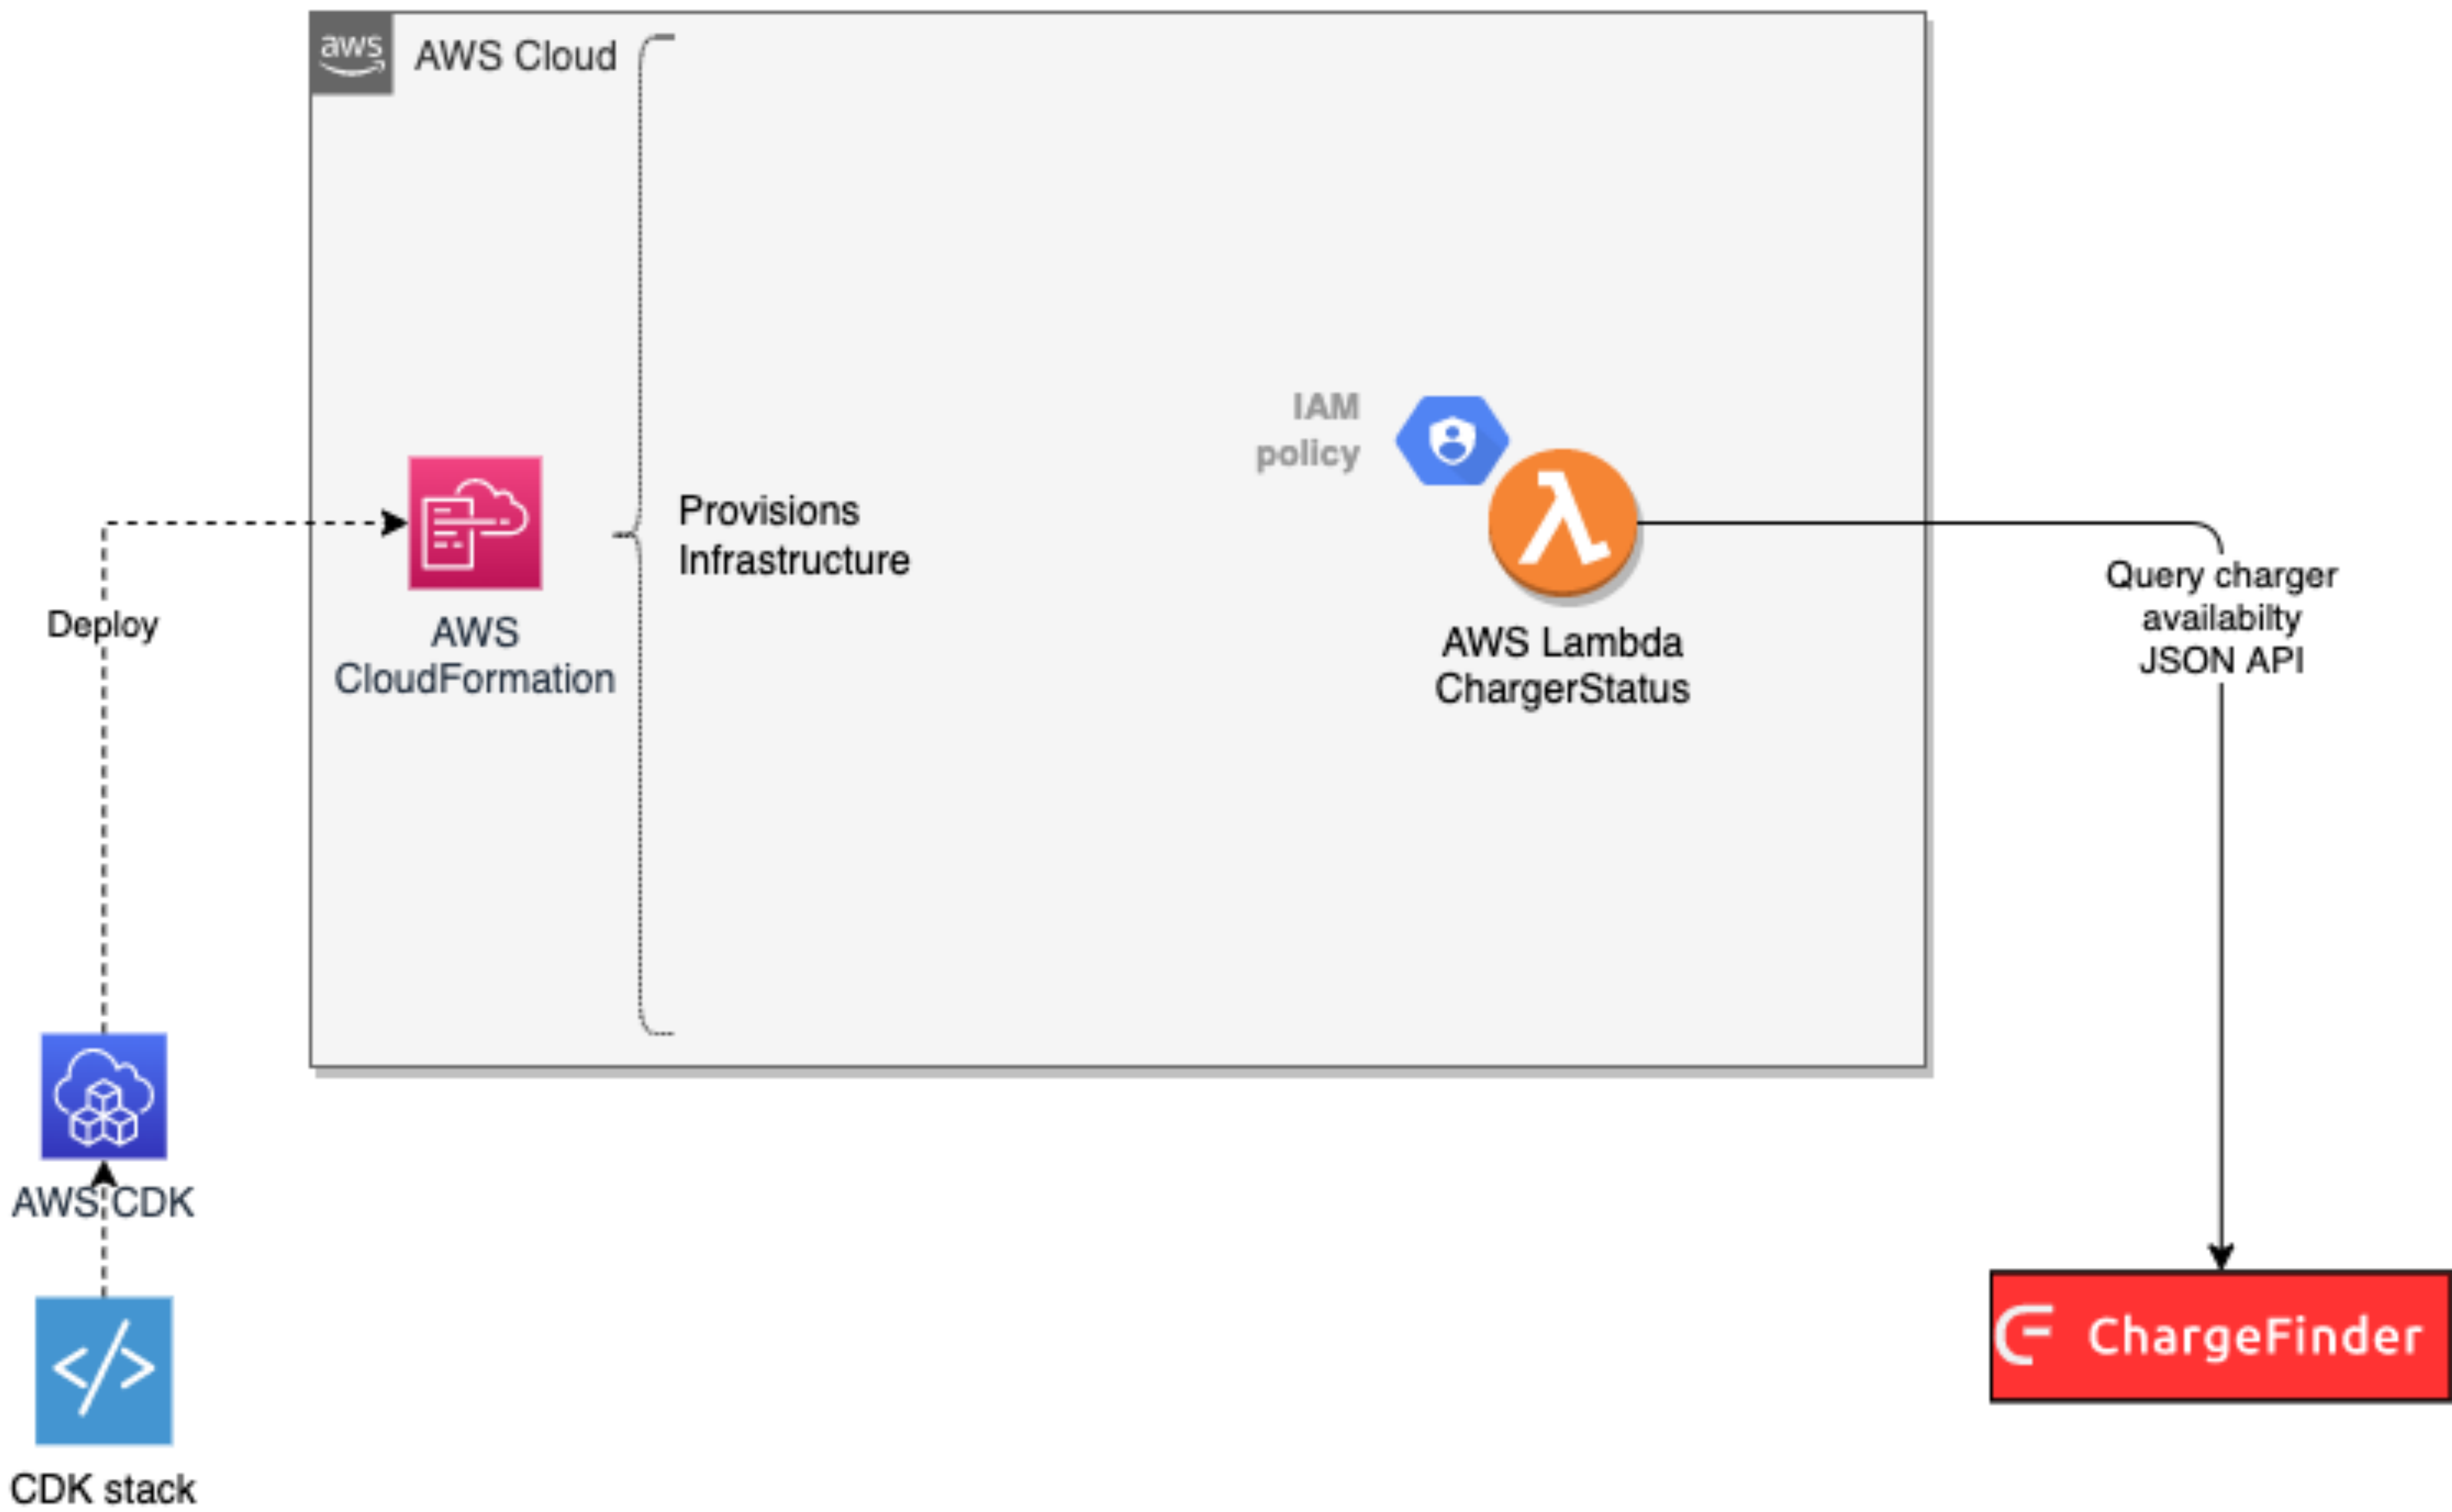 aws
AWS Cloud
IAM
policy
Provisions
Infrastructure
Deploy
AWS
CloudFormation
AWS Lambda
ChargerStatus
Query charger
availabilty
JSON API
AWS CDK
</>
ChargeFinder
CDK stack